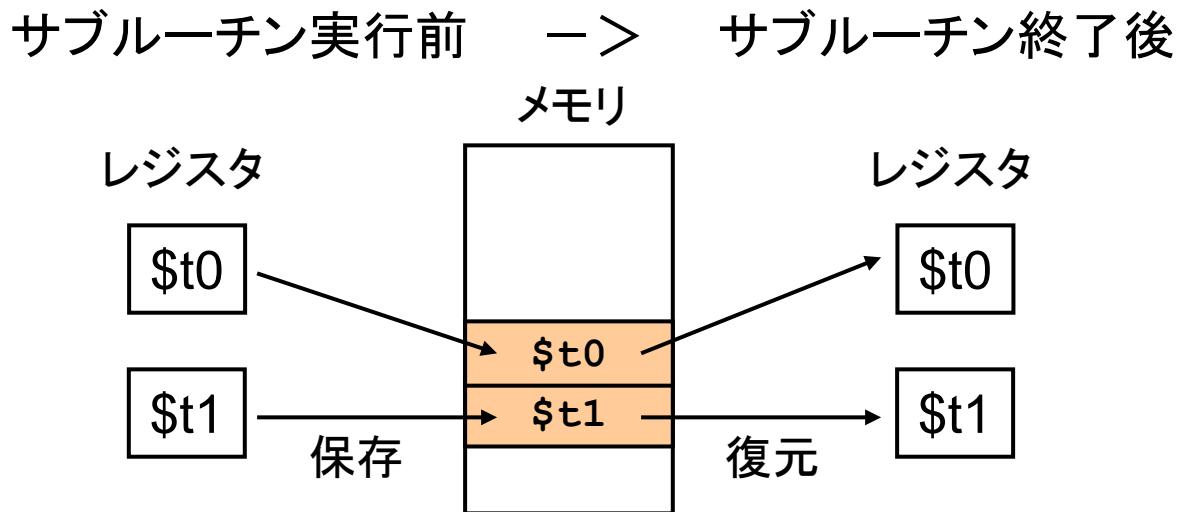 サブルーチン実行前 －＞ サブルーチン終了後
メモリ
レジスタ レジスタ
$t0 $t0
$t0
$t1 $t1 $t1
保存 復元